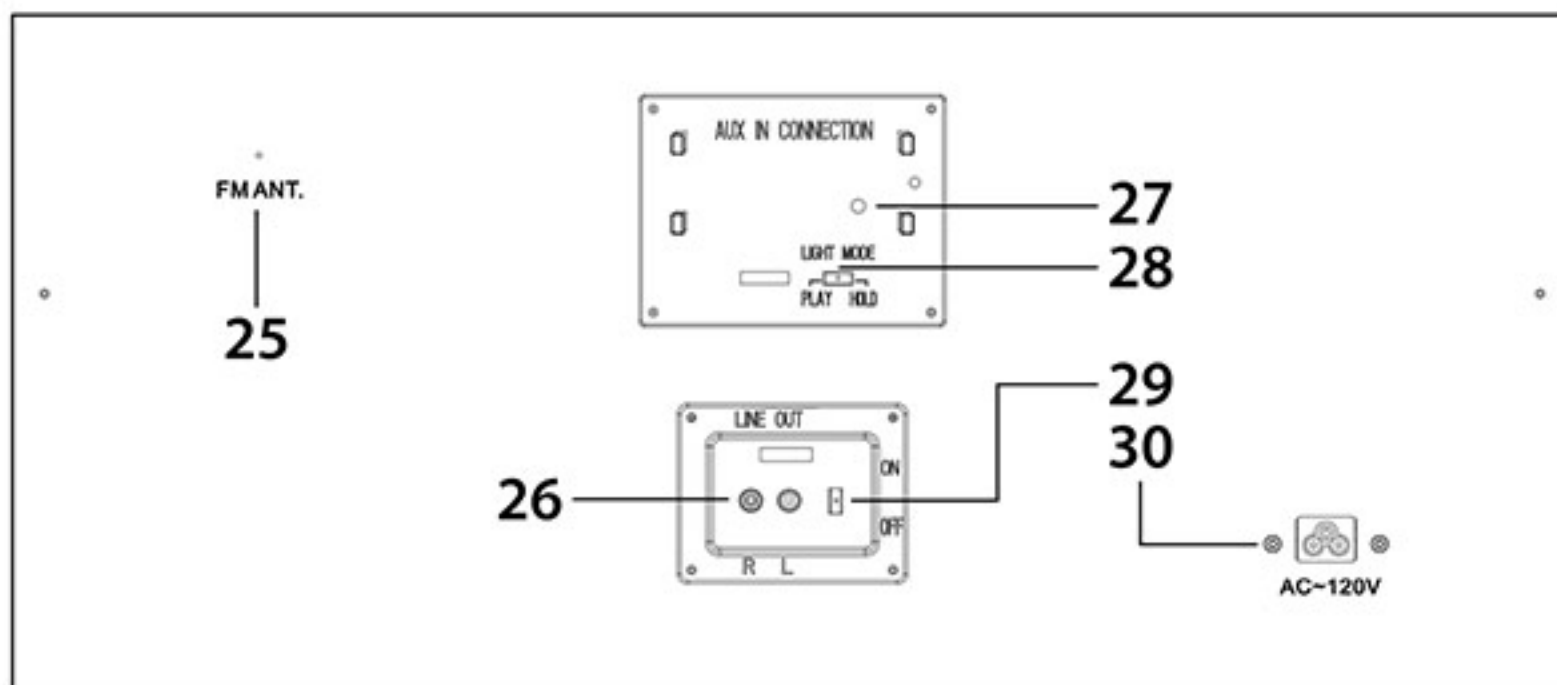 AUX IN CONNECTION
FM ANT.
27
LIGHT MODE
28
PLAY HOLD
25
29
LINE OUT
30
ON
26
OFF
R L
AC~120V